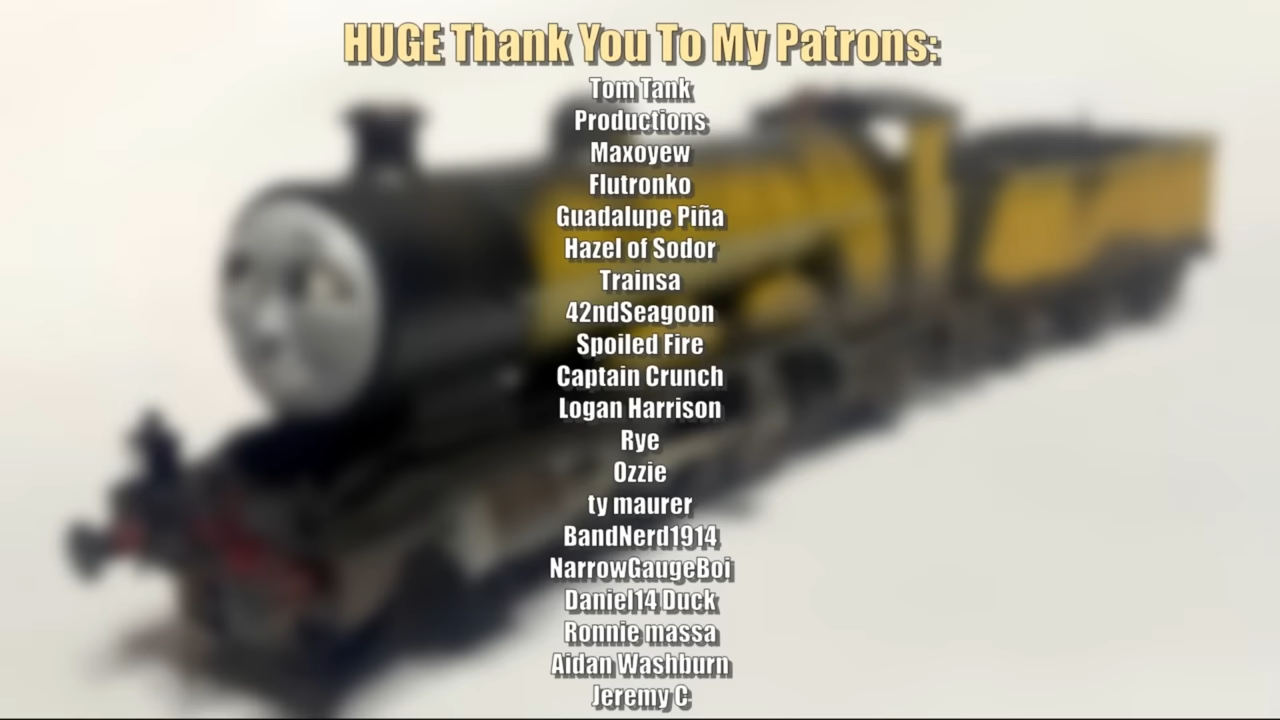 HUGE Thank You To My Patrons:
Tom Tank
Productions
Maxoyew
Flutronko
Guadalupe Piña
Hazel of Sodor
Trainsa
42ndSeagoon
Spoiled Fire
Captain Crunch
Logan Harrison
Rye
Ozzie
ty maurer
BandNerd1914
NarrowGaugeBoi
Daniel14 Duck
Ronnie massa
Aidan Washburn
Jeremy C